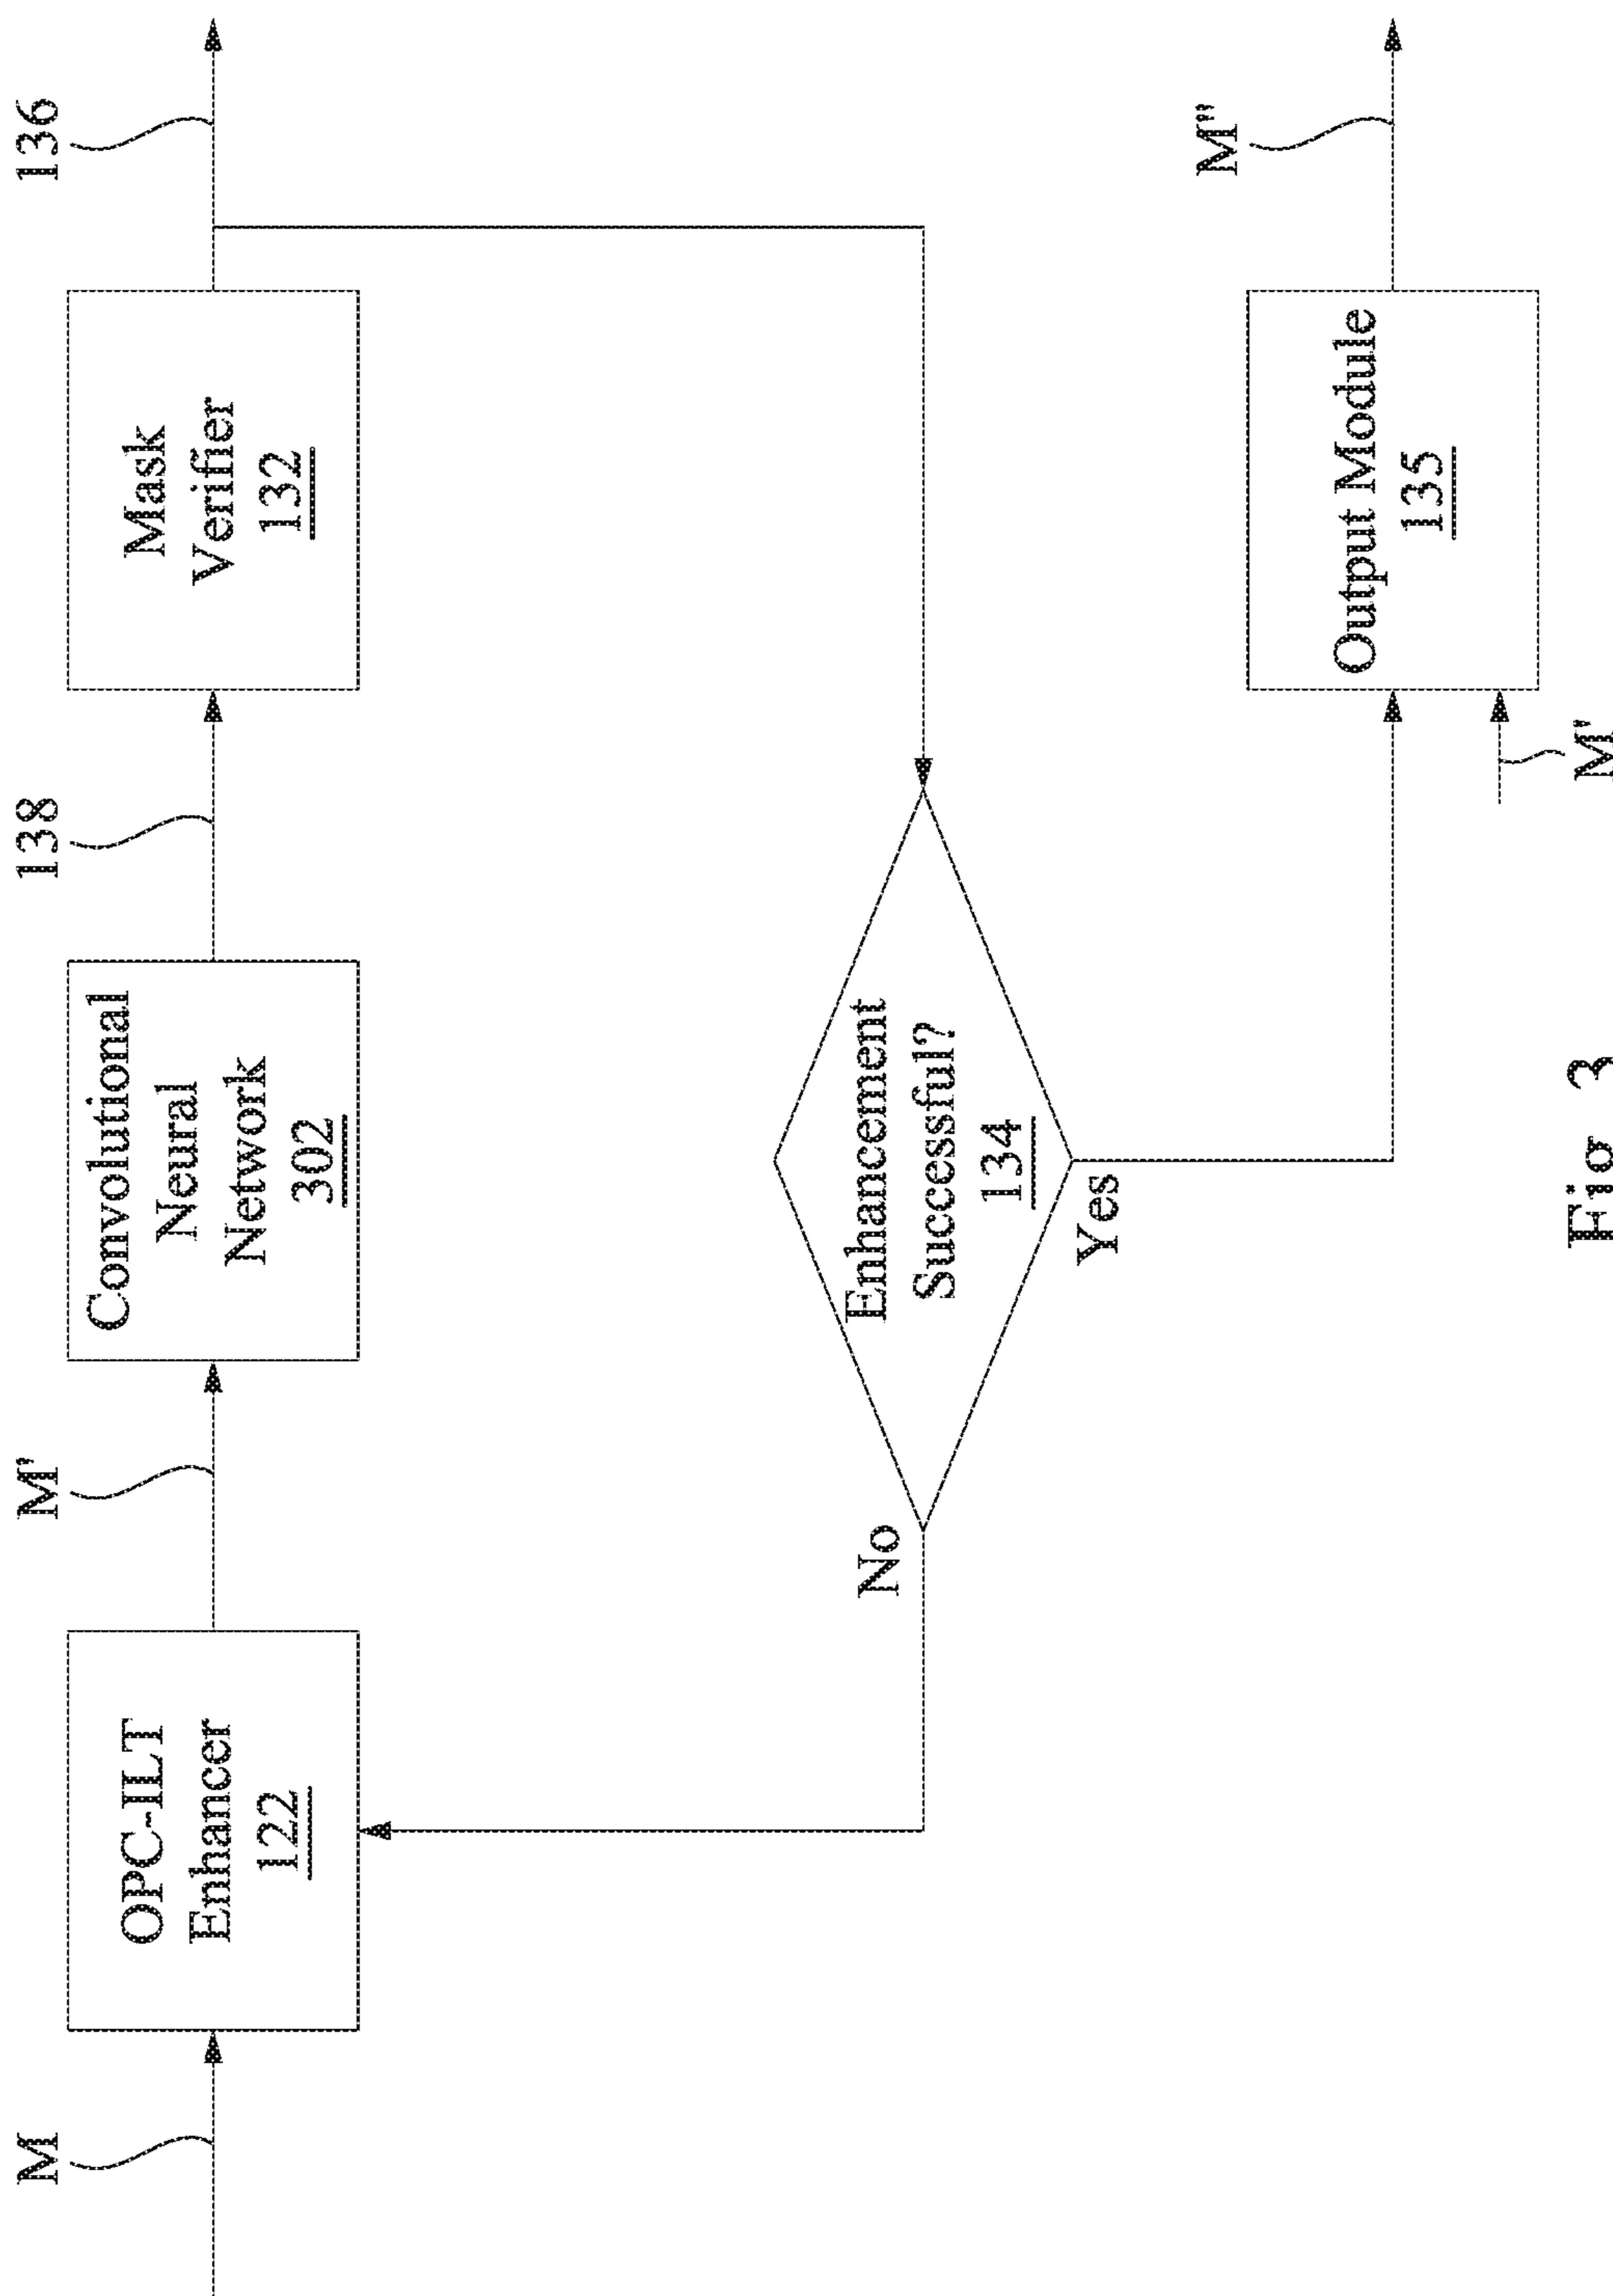 M
OPC-ILT
Enhancer
122
M'
Convolutional
Neural
Network
302
138
Mask
Verifier
132
136
No
Enhancement
Successful?
134
Yes
M'
Output Module
135
M"
Fig. 3